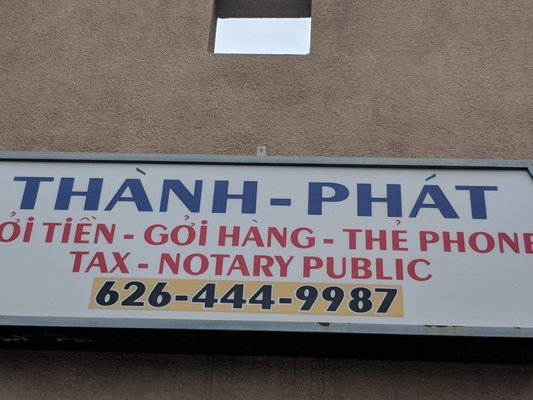 THÀNH - PHÁT
ỞI TIỀN - GỞI HÀNG - THẺ PHONE
TAX - NOTARY PUBLIC
626-444-9987